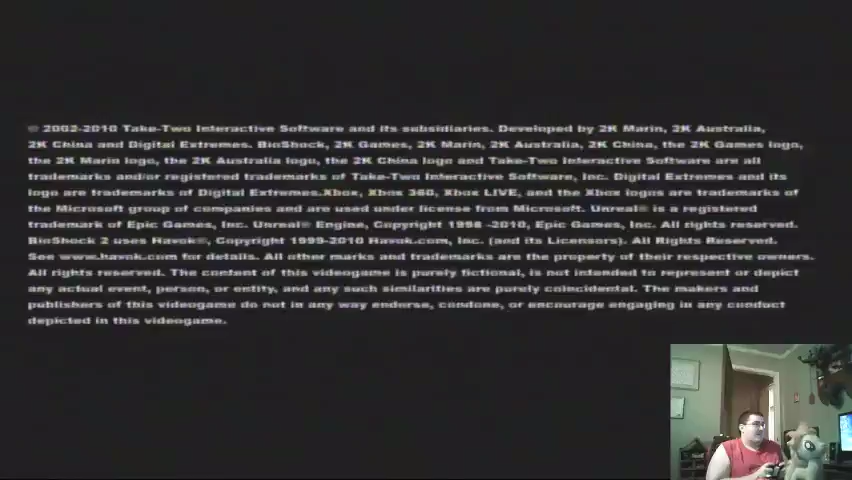 © 2002-2010 Take-Two Interactive Software and its subsidiaries. Developed by 2K Marin, 2K Australia,
2K China and Digital Extremes. BioShock, 2K Games, 2K Marin, 2K Australia, 2K China, the 2K Games logo,
the 2K Marin logo, the 2K Australia logo, the 2K China logo and Take-Two Interactive Software are all
trademarks and/or registered trademarks of Take-Two Interactive Software, Inc. Digital Extremes and its
logo are trademarks of Digital Extremes.Xbox, Xbox 360, Xbox LIVE, and the Xbox logos are trademarks of
the Microsoft group of companies and are used under license from Microsoft. Unreal® is a registered
trademark of Epic Games, Inc. Unreal® Engine, Copyright 1998 -2010, Epic Games, Inc. All rights reserved.
BioShock 2 uses Havok®, Copyright 1999-2010 Havok.com, Inc. (and its Licensors). All Rights Reserved.
See www.havok.com for details. All other marks and trademarks are the property of their respective owners.
All rights reserved. The content of this videogame is purely fictional, is not intended to represent or depict
any actual event, person, or entity, and any such similarities are purely coincidental. The makers and
publishers of this videogame do not in any way endorse, condone, or encourage engaging in any conduct
depicted in this videogame.